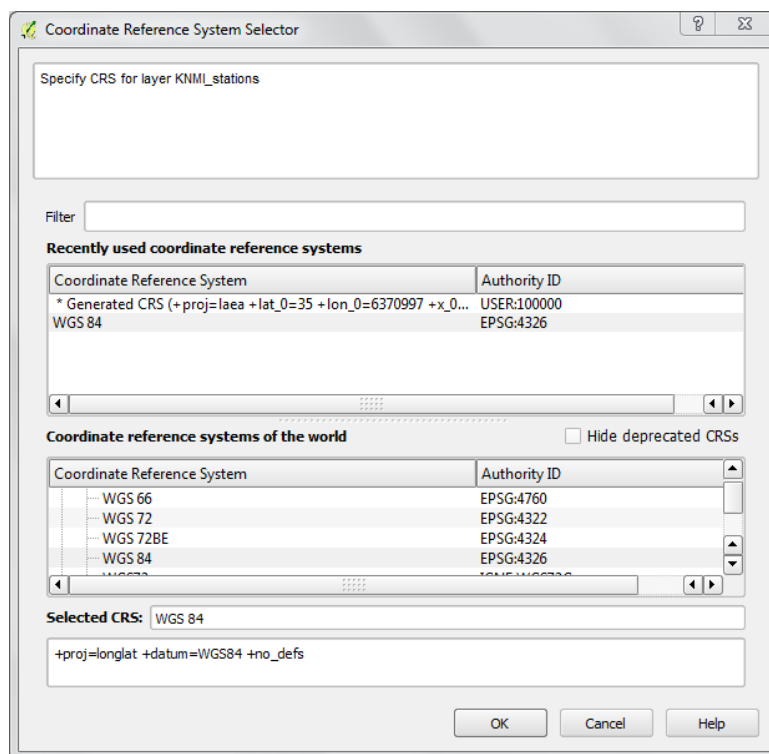 Coordinate Reference System Selector
Specify CRS for layer KNMI_stations
Filter
Recently used coordinate reference systems
Coordinate Reference System Authority ID
* Generated CRS (+proj=laea +lat_0=35 +lon_0=6370997 +x_0... USER:100000
WGS 84 EPSG:4326
Coordinate reference systems of the world Hide deprecated CRSs
Coordinate Reference System Authority ID
WGS 66 EPSG:4760
WGS 72 EPSG:4322
WGS 72BE EPSG:4324
WGS 84 EPSG:4326
Selected CRS: WGS 84
+proj=longlat +datum=WGS84 +no_defs
OK Cancel Help